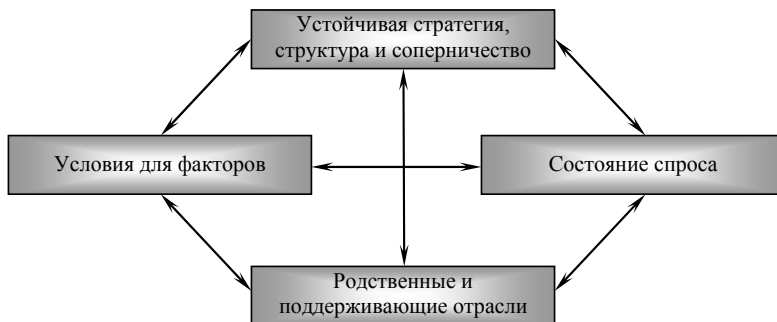 Устойчивая стратегия,
структура и соперничество
Условия для факторов
Состояние спроса
Родственные и
поддерживающие отрасли